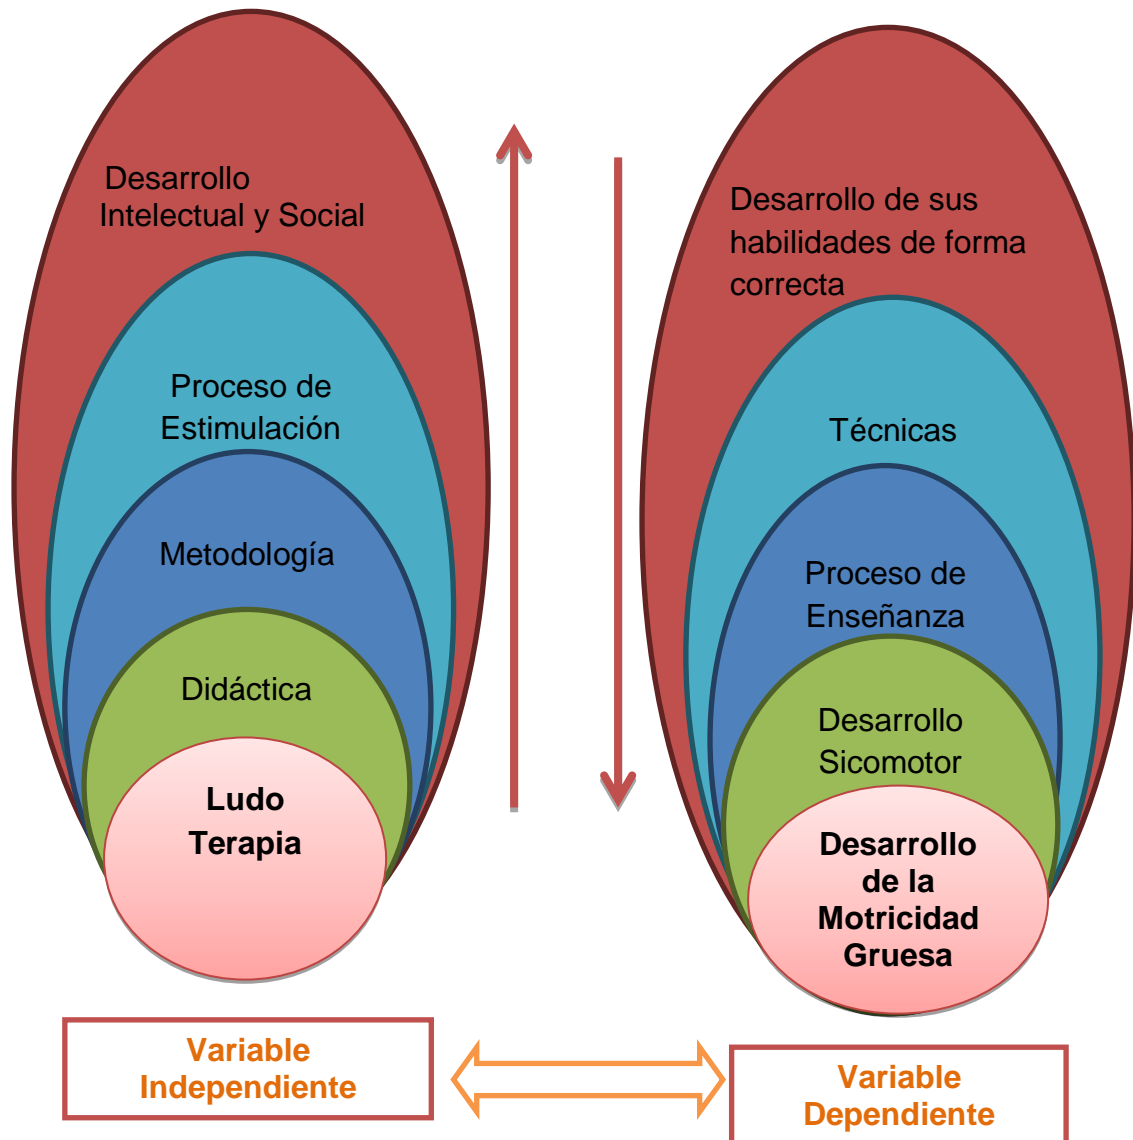 Desarrollo
Intelectual y Social
Proceso de
Estimulación
Metodología
Didáctica
Ludo
Terapia
Variable
Independiente
Desarrollo de sus
habilidades de forma
correcta
Técnicas
Proceso de
Enseñanza
Desarrollo
Sicomotor
Desarrollo
de la
Motricidad
Gruesa
Variable
Dependiente